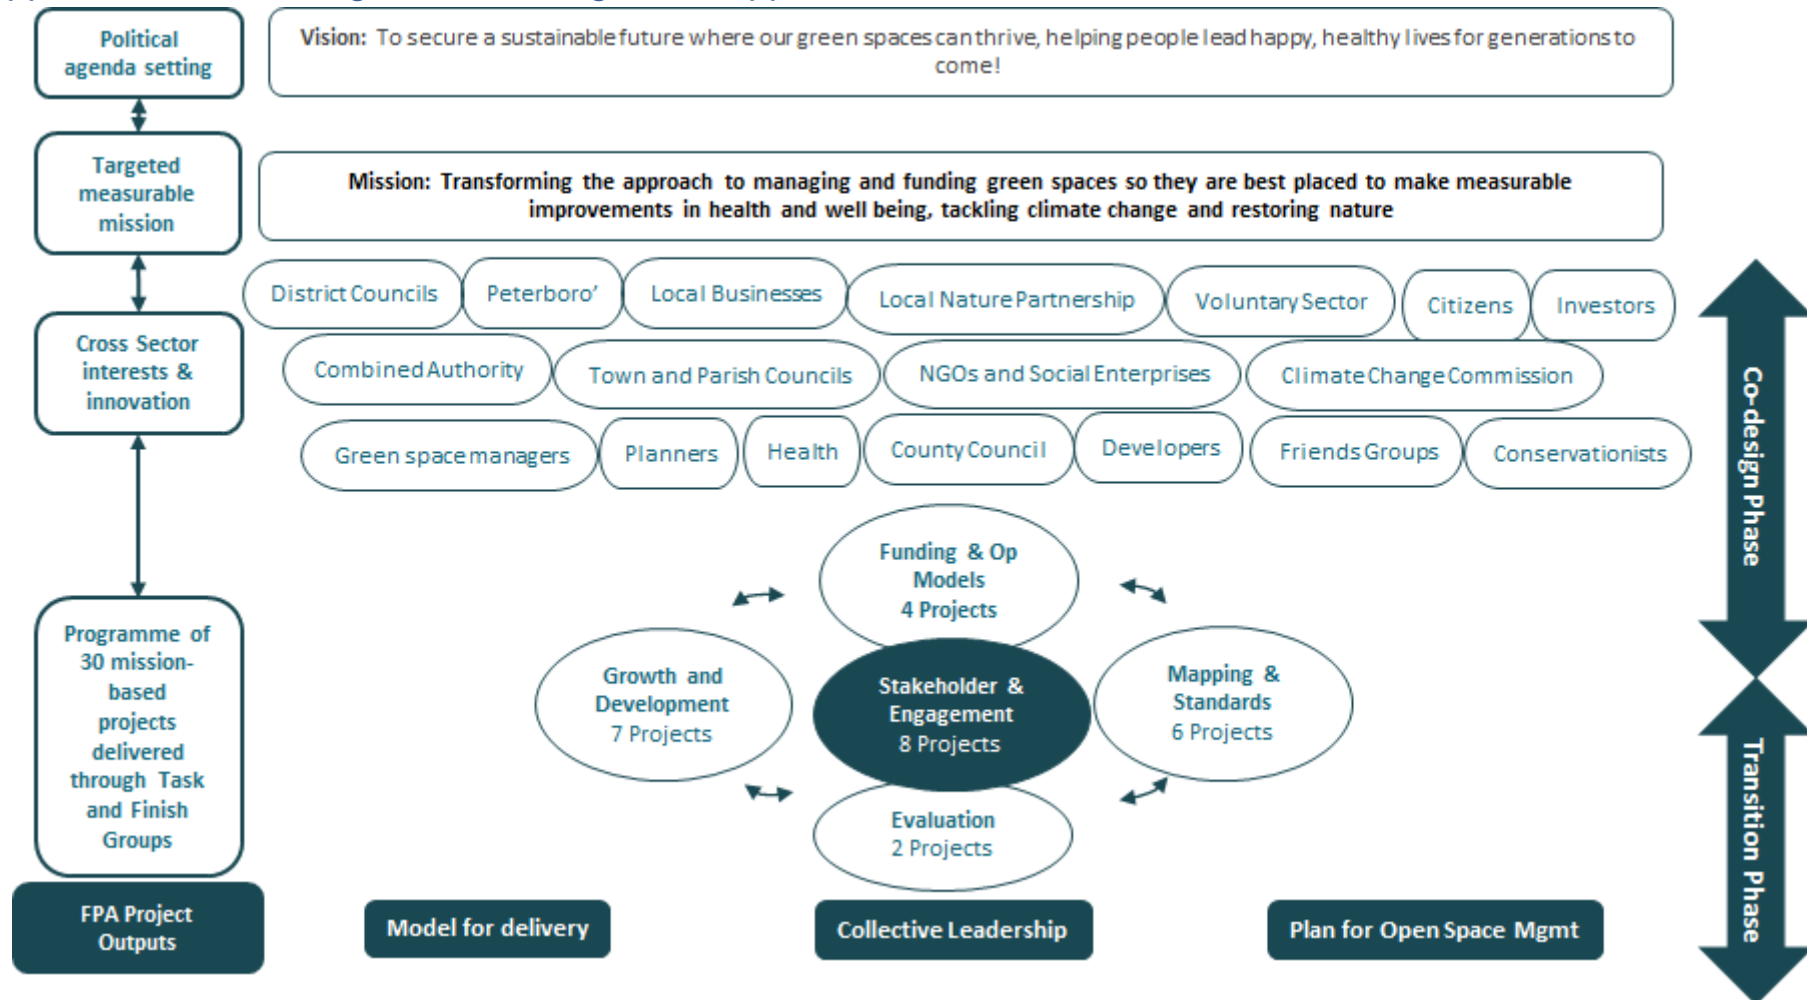 Political
agenda setting
Vision: To secure a sustainable future where our green spaces can thrive, helping people lead happy, healthy lives for generations to
come!
Targeted
measurable
mission
Mission: Transforming the approach to managing and funding green spaces so they are best placed to make measurable
improvements in health and well being, tackling climate change and restoring nature
Cross Sector
interests &
innovation
District Councils
Peterboro’
Local Businesses
Local Nature Partnership
Voluntary Sector
Citizens
Investors
Combined Authority
Town and Parish Councils
NGOs and Social Enterprises
Climate Change Commission
Green space managers
Planners
Health
County Council
Developers
Friends Groups
Conservationists
Co-design Phase
Programme of
30 mission-
based
projects
delivered
through Task
and Finish
Groups
Funding & Op
Models
4 Projects
Growth and
Development
7 Projects
Stakeholder &
Engagement
8 Projects
Mapping &
Standards
6 Projects
Evaluation
2 Projects
Transition Phase
FPA Project
Outputs
Model for delivery
Collective Leadership
Plan for Open Space Mgmt